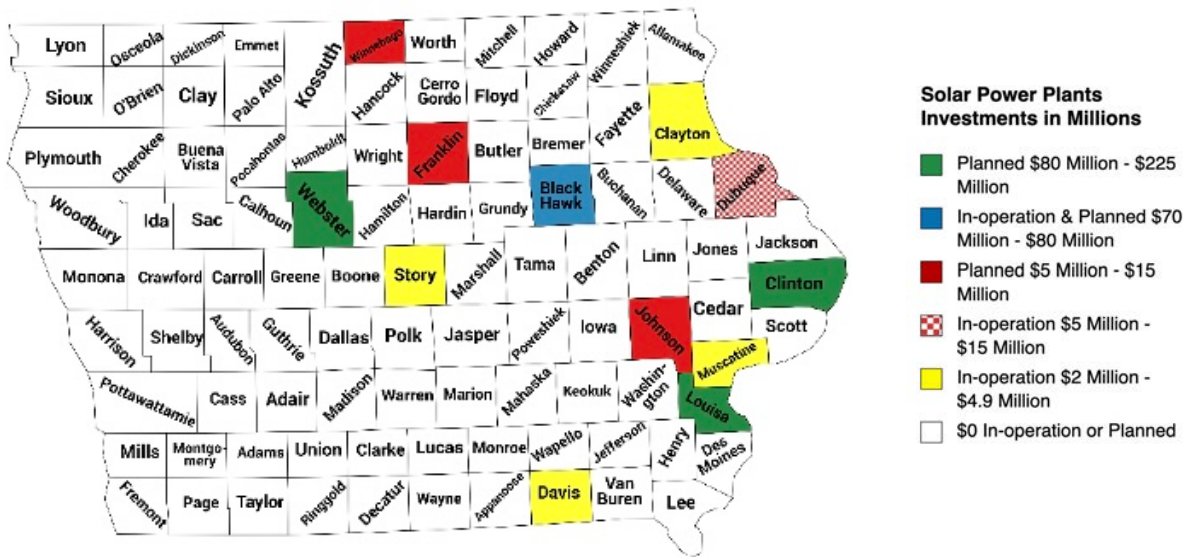 Lyon
Osceola
Dickinson
Emmet
Kossuth
Winnebago
Worth
Mitchell
Howard
Winneshiek
Allamakee
Sioux
O'Brien
Clay
Palo Alto
Hancock
Cerro
Gordo
Floyd
Chickasaw
Fayette
Clayton
Plymouth
Cherokee
Buena
Vista
Pocahontas
Humboldt
Wright
Franklin
Butler
Bremer
Woodbury
Ida
Sac
Calhoun
Webster
Hamilton
Hardin
Grundy
Black
Hawk
Buchanan
Delaware
Dubuque
Monona
Crawford
Carroll
Greene
Boone
Story
Marshall
Tama
Benton
Linn
Jones
Jackson
Clinton
Harrison
Shelby
Audubon
Guthrie
Dallas
Polk
Jasper
Poweshiek
Iowa
Johnson
Cedar
Scott
Muscatine
Pottawattamie
Cass
Adair
Madison
Warren
Marion
Mahaska
Keokuk
Washin-
gton
Louisa
Mills
Montgo-
mery
Adams
Union
Clarke
Lucas
Monroe
Wapello
Jefferson
Henry
Des
Moines
Fremont
Page
Taylor
Ringgold
Decatur
Wayne
Appanoose
Davis
Van
Buren
Lee
Solar Power Plants
Investments in Millions
Planned $80 Million - $225
Million
In-operation & Planned $70
Million - $80 Million
Planned $5 Million - $15
Million
In-operation $5 Million -
$15 Million
In-operation $2 Million -
$4.9 Million
$0 In-operation or Planned